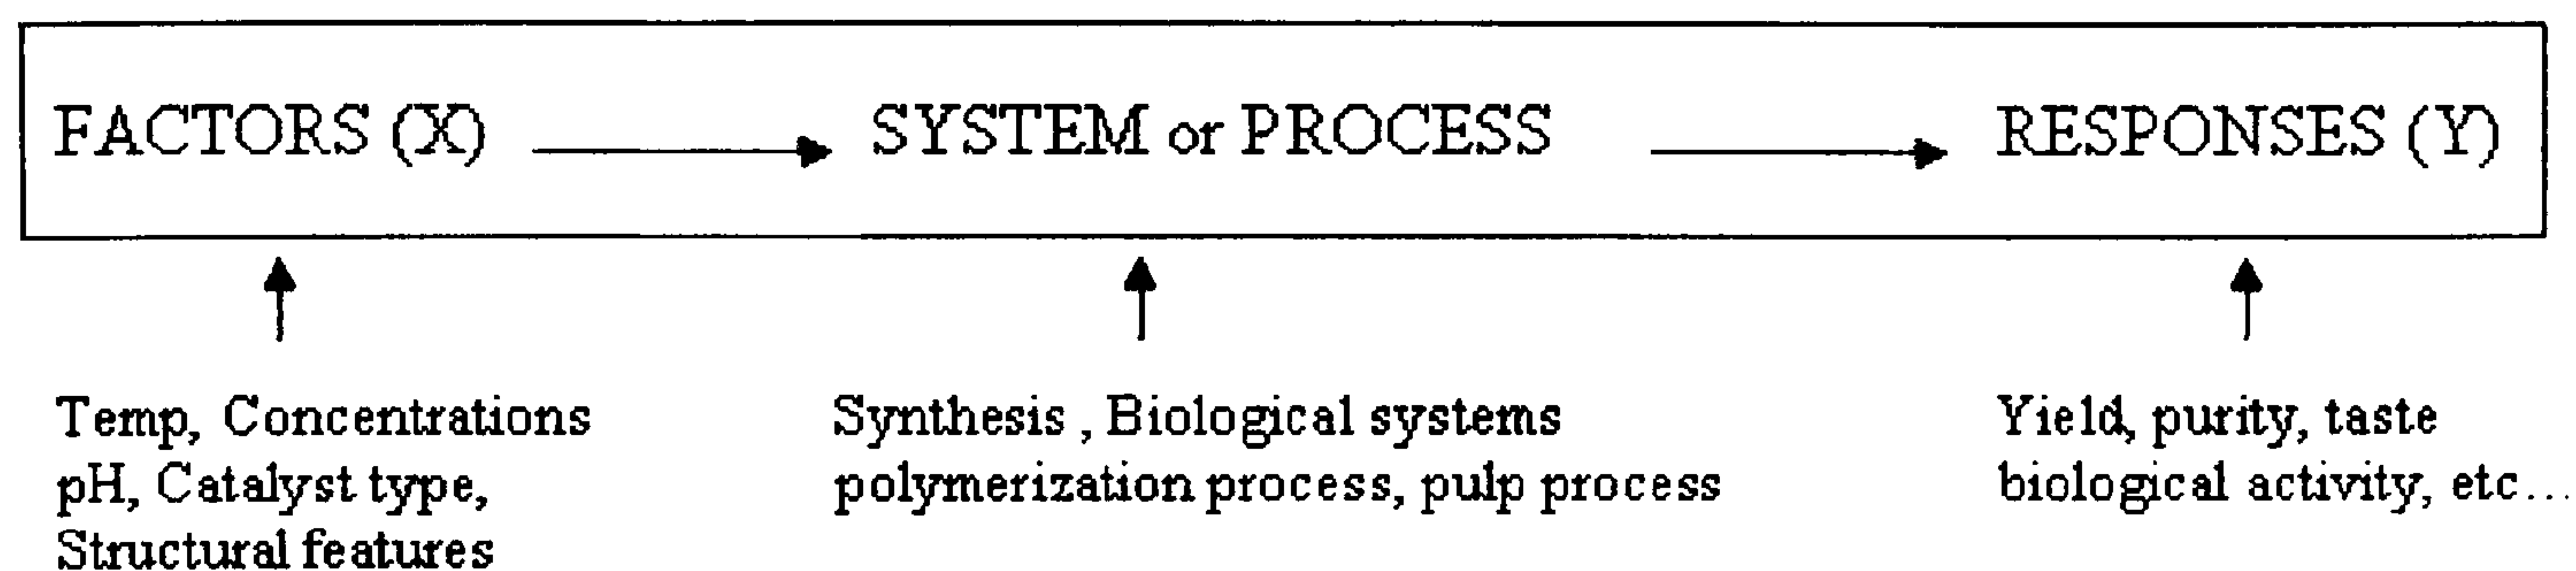 FACTORS (X) SYSTEM or PROCESS RESPONSES (Y)
Temp, Concentrations
pH, Catalyst type,
Structural features
Synthesis , Biological systems
polymerization process, pulp process
Yield, purity, taste
biological activity, etc...